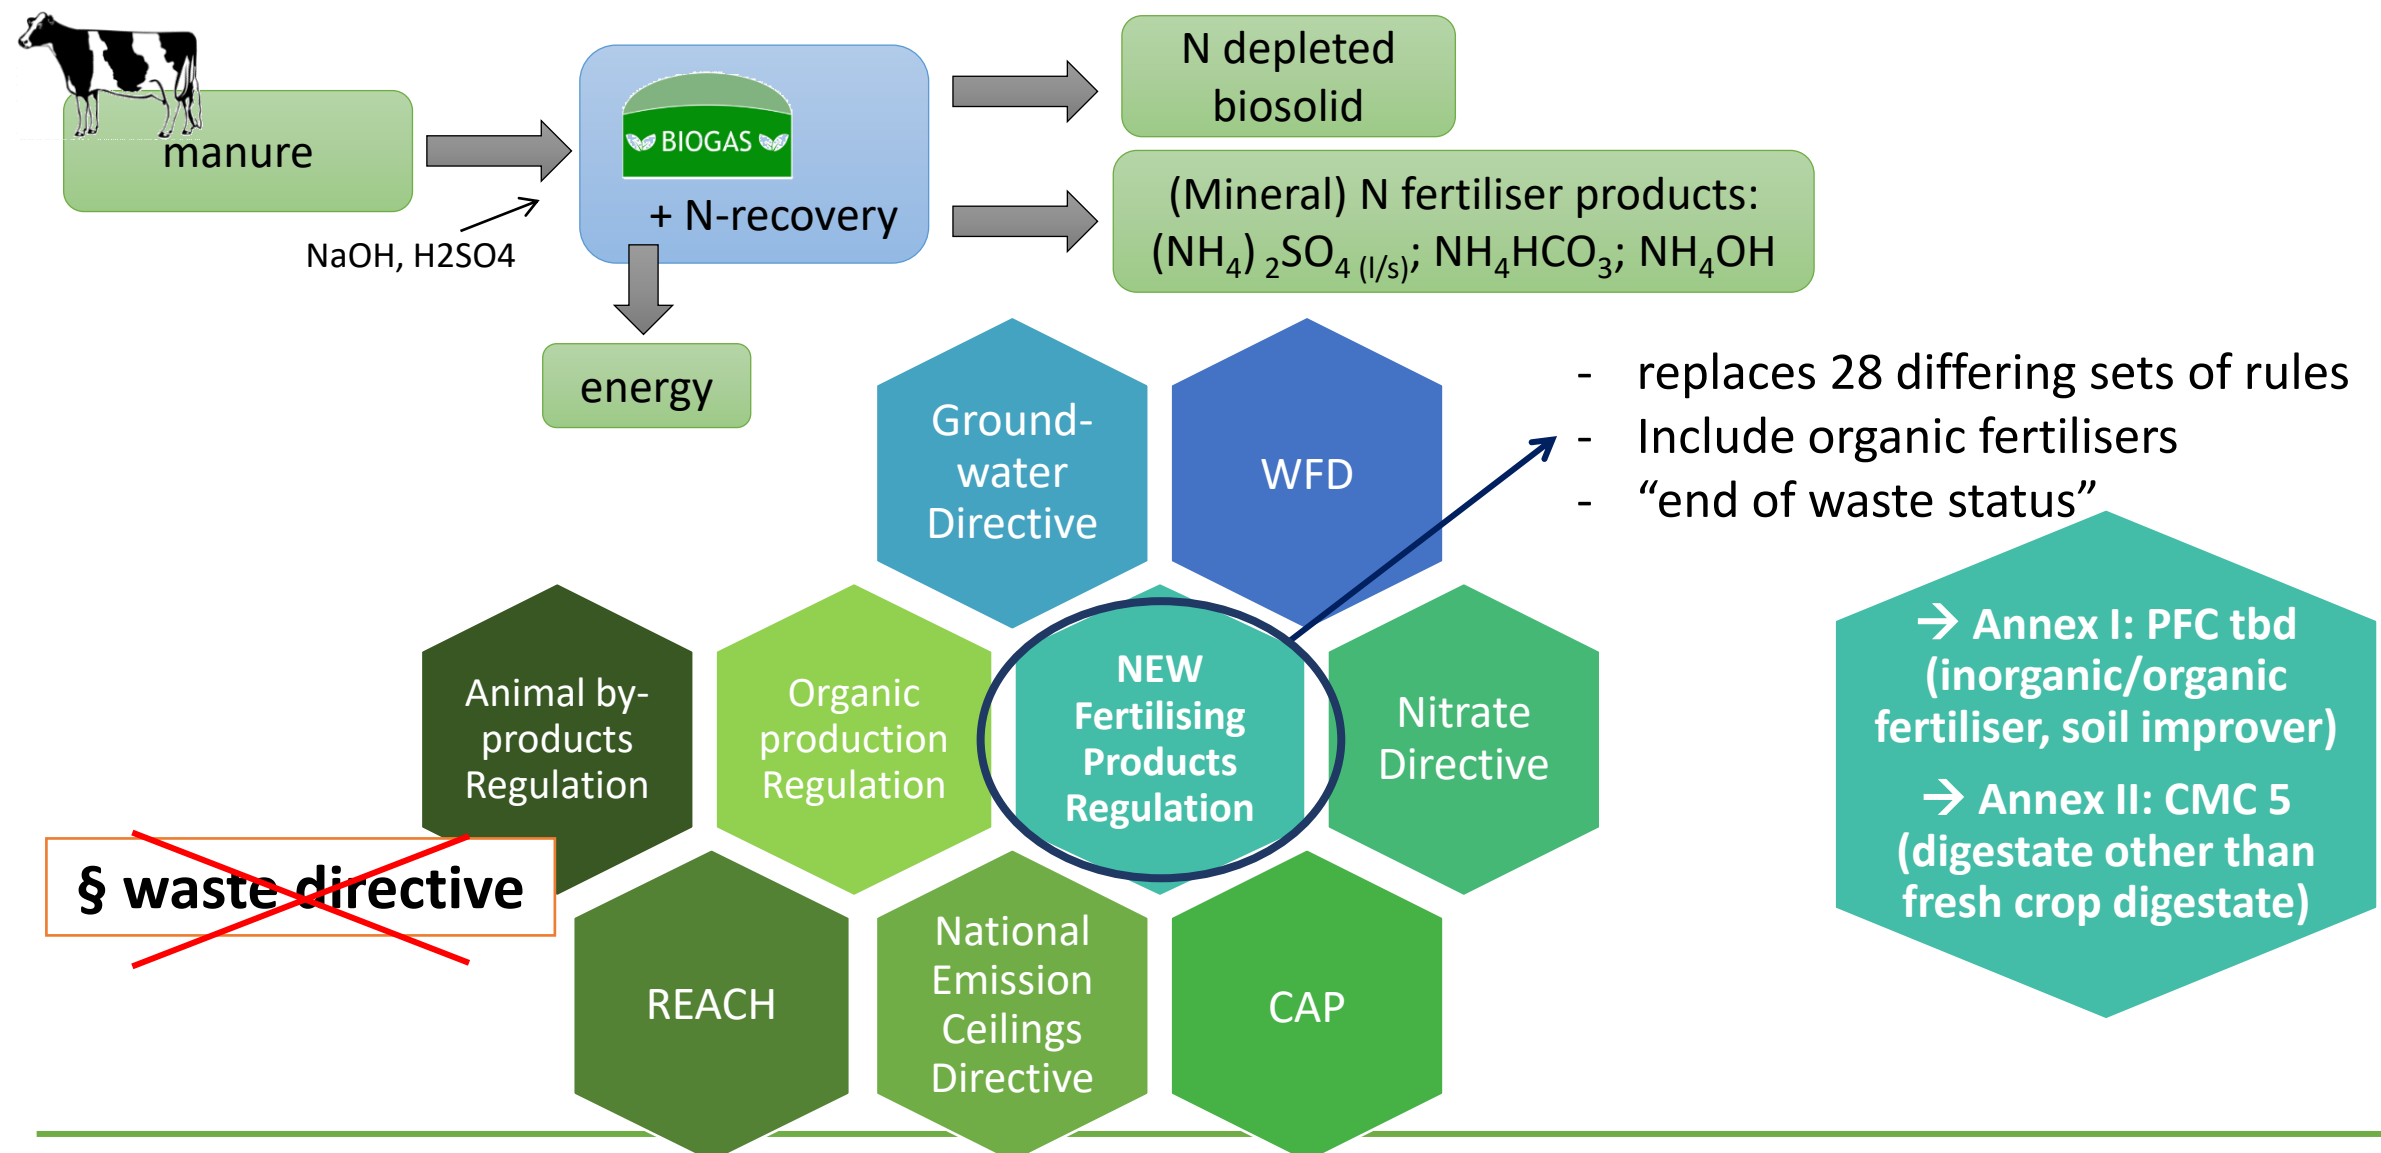 manure
NaOH, H2SO4
BIOGAS
+ N-recovery
energy
N depleted
biosolid
(Mineral) N fertiliser products:
(NH₄) ₂SO₄ (l/s); NH₄HCO₃; NH₄OH
Ground-
water
Directive
WFD
- replaces 28 differing sets of rules
- Include organic fertilisers
- “end of waste status”
Animal by-
products
Regulation
Organic
production
Regulation
NEW
Fertilising
Products
Regulation
Nitrate
Directive
→ Annex I: PFC tbd
(inorganic/organic
fertiliser, soil improver)
→ Annex II: CMC 5
(digestate other than
fresh crop digestate)
§ waste directive
REACH
National
Emission
Ceilings
Directive
CAP